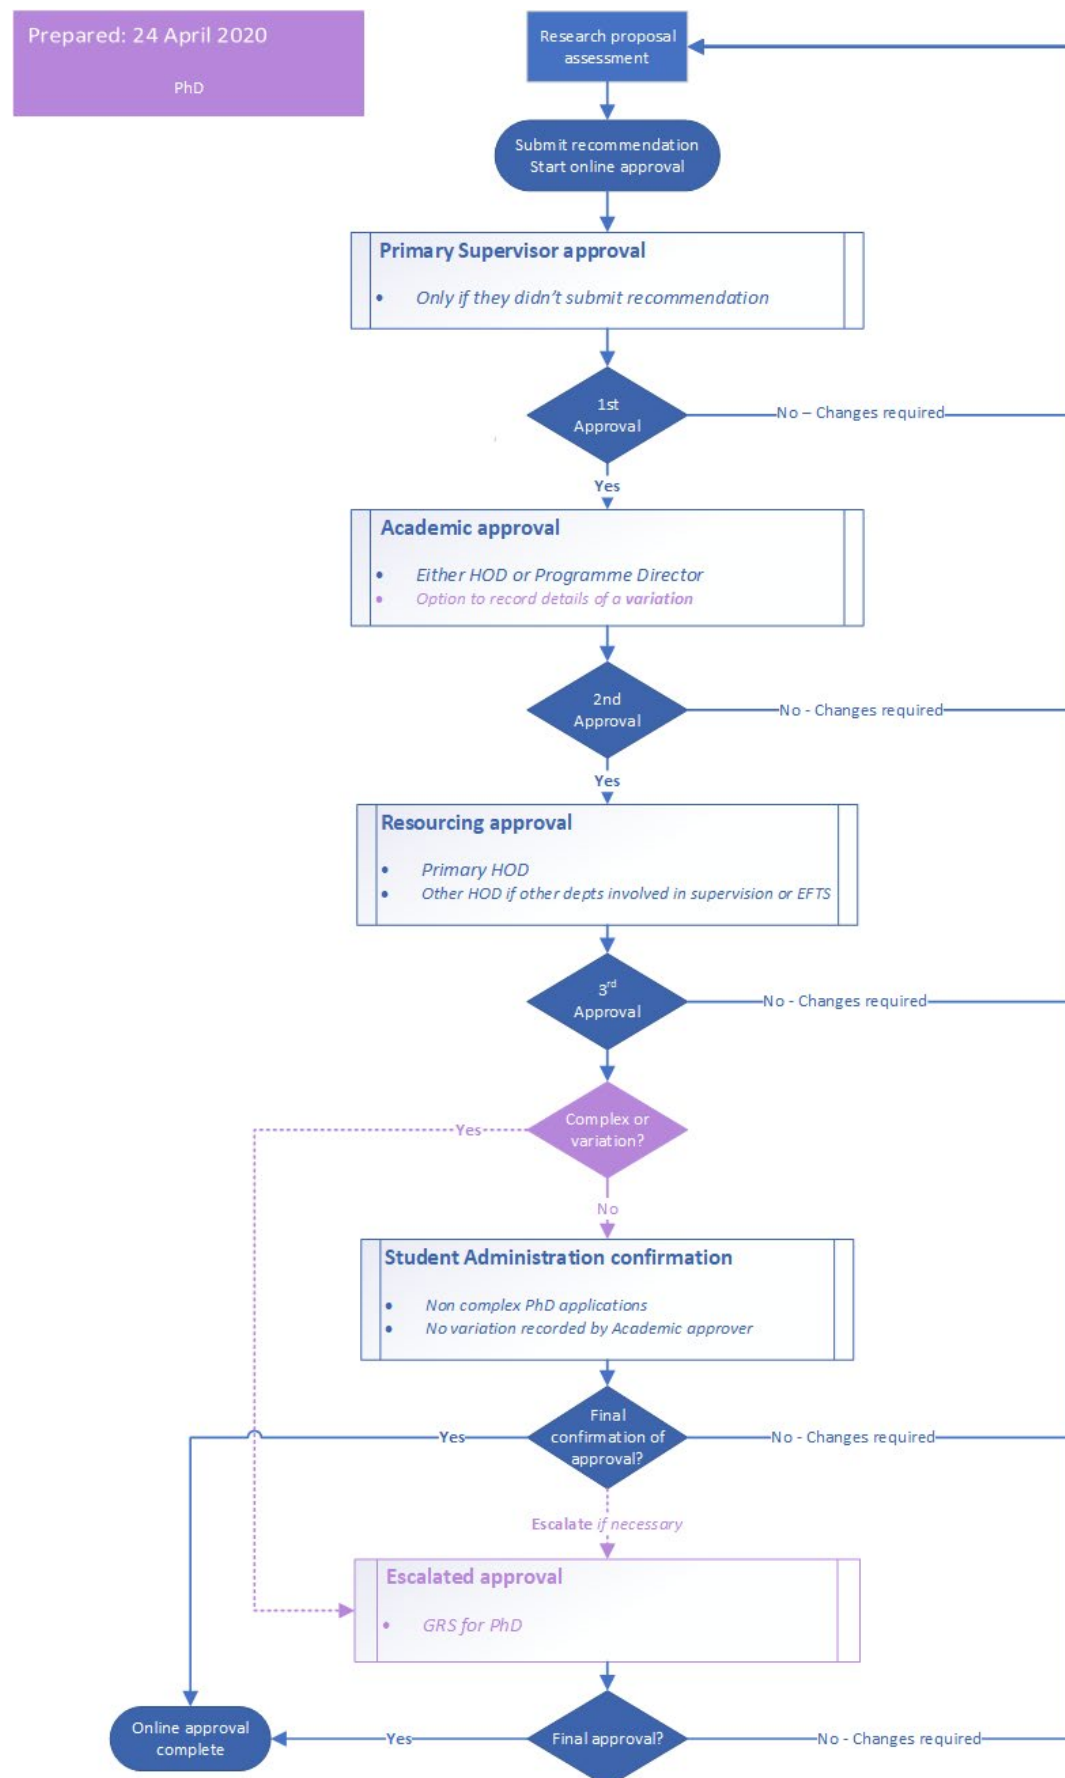 Prepared: 24 April 2020
PhD
Research proposal
assessment
Submit recommendation
Start online approval
Primary Supervisor approval
• Only if they didn't submit recommendation
1st
Approval
No – Changes required
Yes
Academic approval
• Either HOD or Programme Director
• Option to record details of a variation
2nd
Approval
No - Changes required
Yes
Resourcing approval
• Primary HOD
• Other HOD if other depts involved in supervision or EFTS
3rd
Approval
No - Changes required
Complex or
variation?
Yes
No
Student Administration confirmation
• Non complex PhD applications
• No variation recorded by Academic approver
Final
confirmation of
approval?
Yes
No - Changes required
Escalate if necessary
Escalated approval
• GRS for PhD
Online approval
complete
Yes
Final approval?
No - Changes required